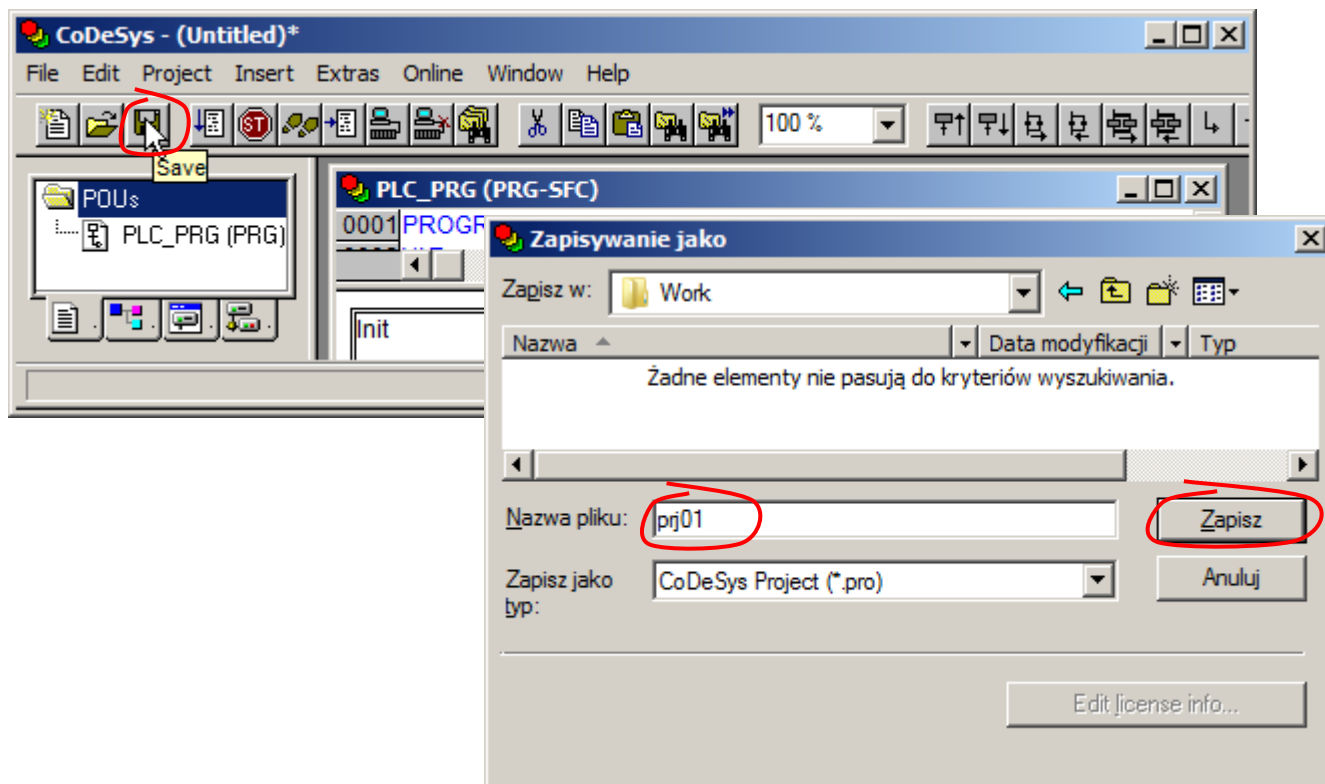 CoDeSys - (Untitled)*
File Edit Project Insert Extras Online Window Help
ST 100 %
Save
POUs
PLC_PRG (PRG)
PLC_PRG (PRG-SFC)
0001 PROGR
Init
Zapisywanie jako
Zapisz w: Work
Nazwa Data modyfikacji Typ
Żadne elementy nie pasują do kryteriów wyszukiwania.
Nazwa pliku: prj01 Zapisz
Zapisz jako typ: CoDeSys Project (*.pro) Anuluj
Edit license info...